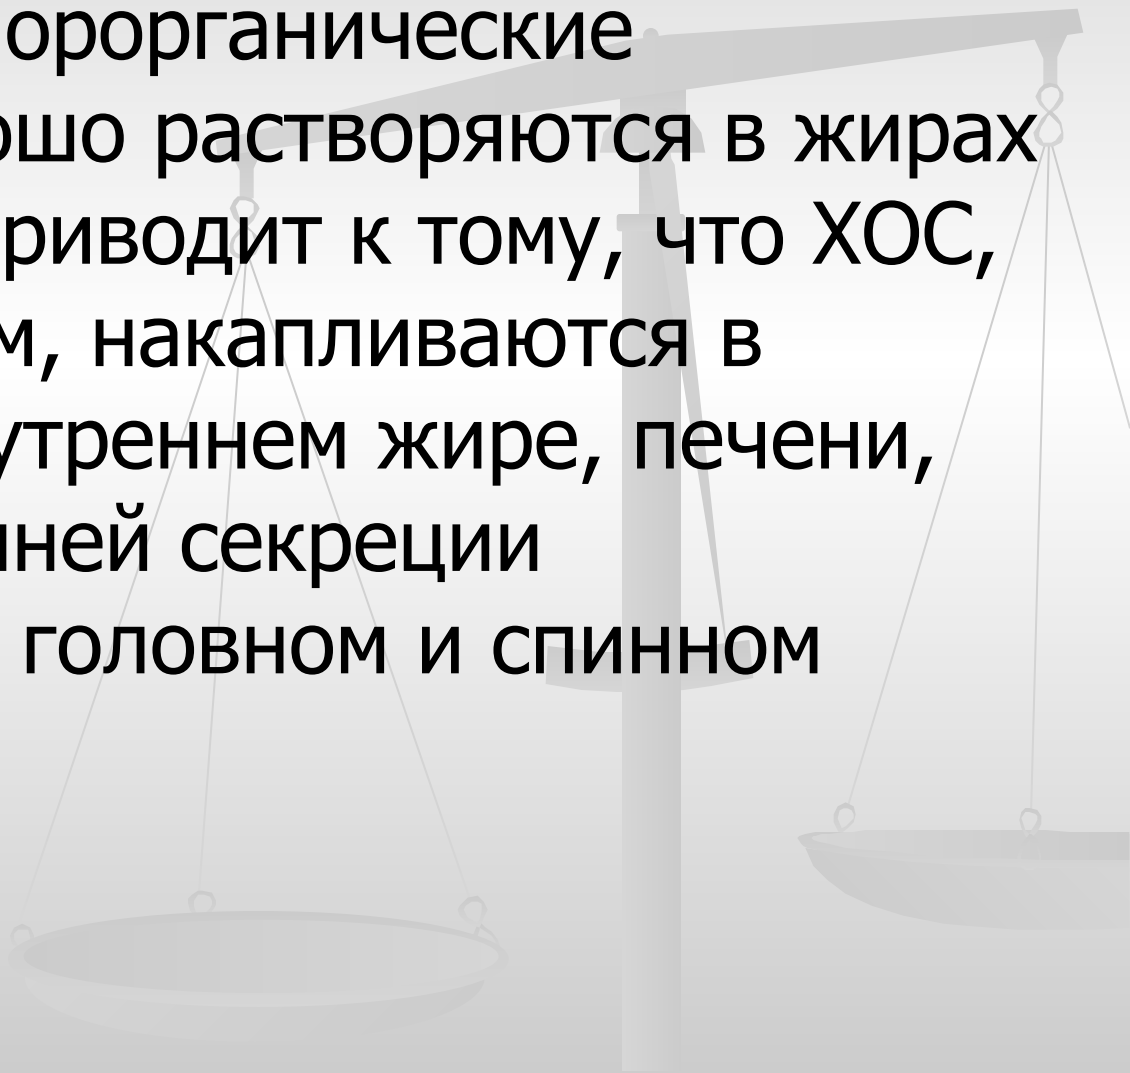 орорганические
ошо растворяются в жирах
риводит к тому, что ХОС,
м, накапливаются в
утреннем жире, печени,
ней секреции
головном и спинном